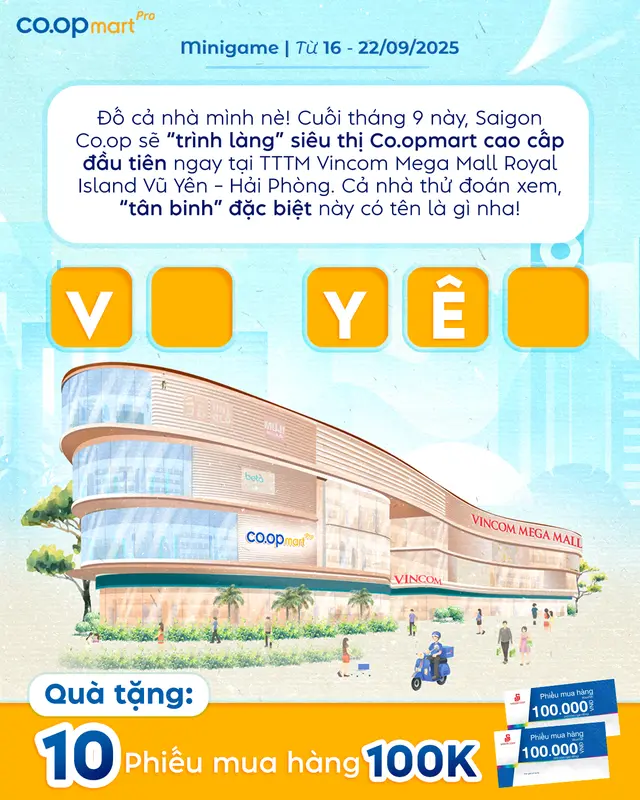 co.opmart Pro
Minigame | Từ 16 - 22/09/2025
Đố cả nhà mình nè! Cuối tháng 9 này, Saigon
Co.op sẽ “trình làng” siêu thị Co.opmart cao cấp
đầu tiên ngay tại TTTM Vincom Mega Mall Royal
Island Vũ Yên – Hải Phòng. Cả nhà thử đoán xem,
“tân binh” đặc biệt này có tên là gì nha!
V Y Ê
MUJI
beta
co.opmart Pro
VINCOM MEGA MALL
VINCOM
Quà tặng:
10 Phiếu mua hàng 100K
Phiếu mua hàng
100.000 VNĐ
Phiếu mua hàng
100.000 VNĐ